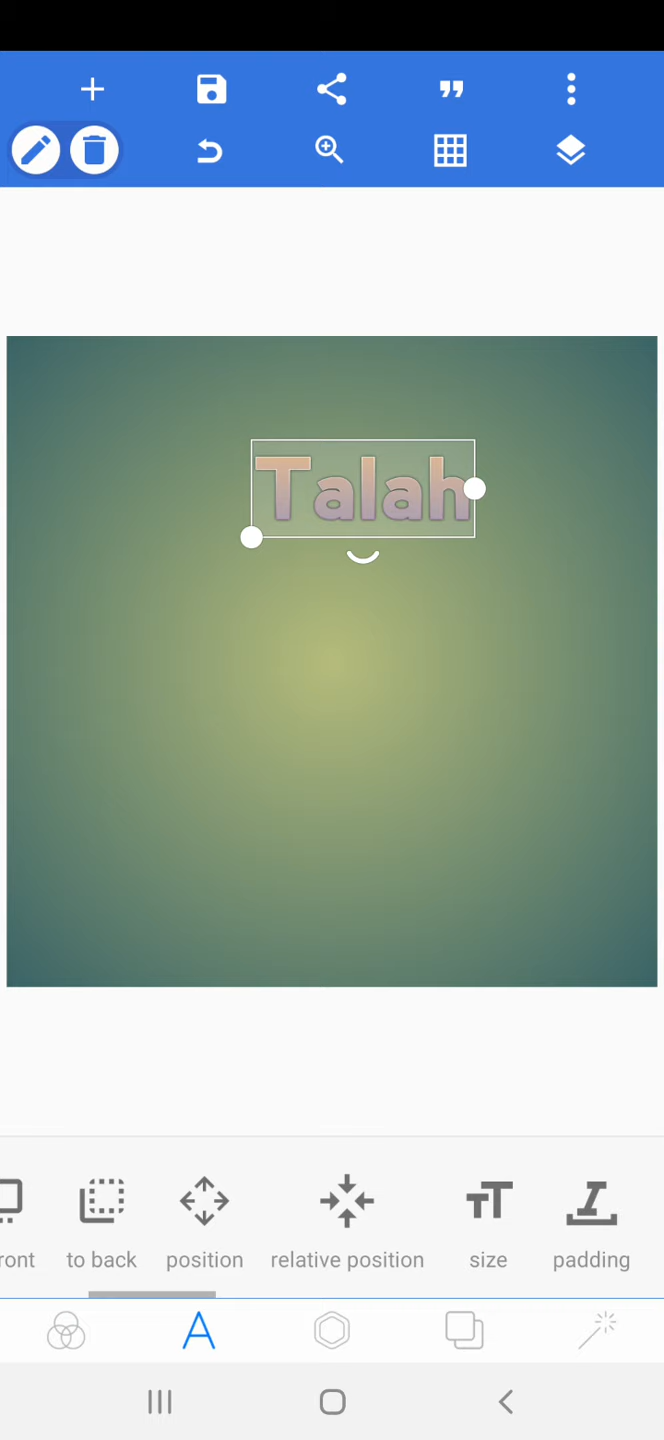 Talah
ront
to back
position
relative position
size
padding